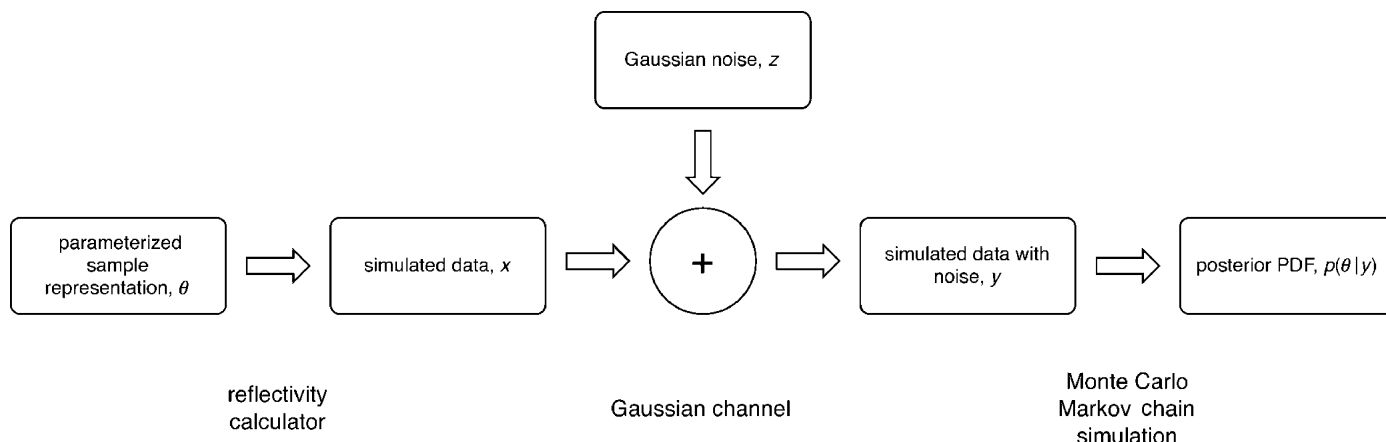 Gaussian noise, z
parameterized
sample
representation, θ
simulated data, x
+
simulated data with
noise, y
posterior PDF, p(θ|y)
reflectivity
calculator
Gaussian channel
Monte Carlo
Markov chain
simulation